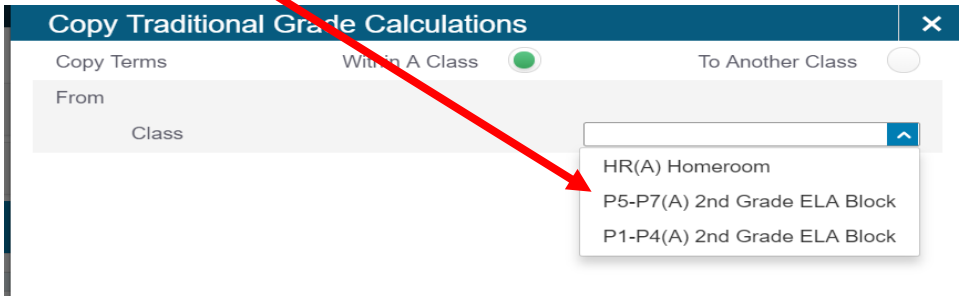 Copy Traditional Grade Calculations
Copy Terms Within A Class To Another Class
From
Class
HR(A) Homeroom
P5-P7(A) 2nd Grade ELA Block
P1-P4(A) 2nd Grade ELA Block